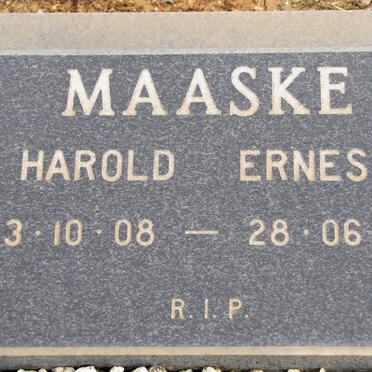 MAASKE
HAROLD ERNES
3·10·08 — 28·06
R.I.P.